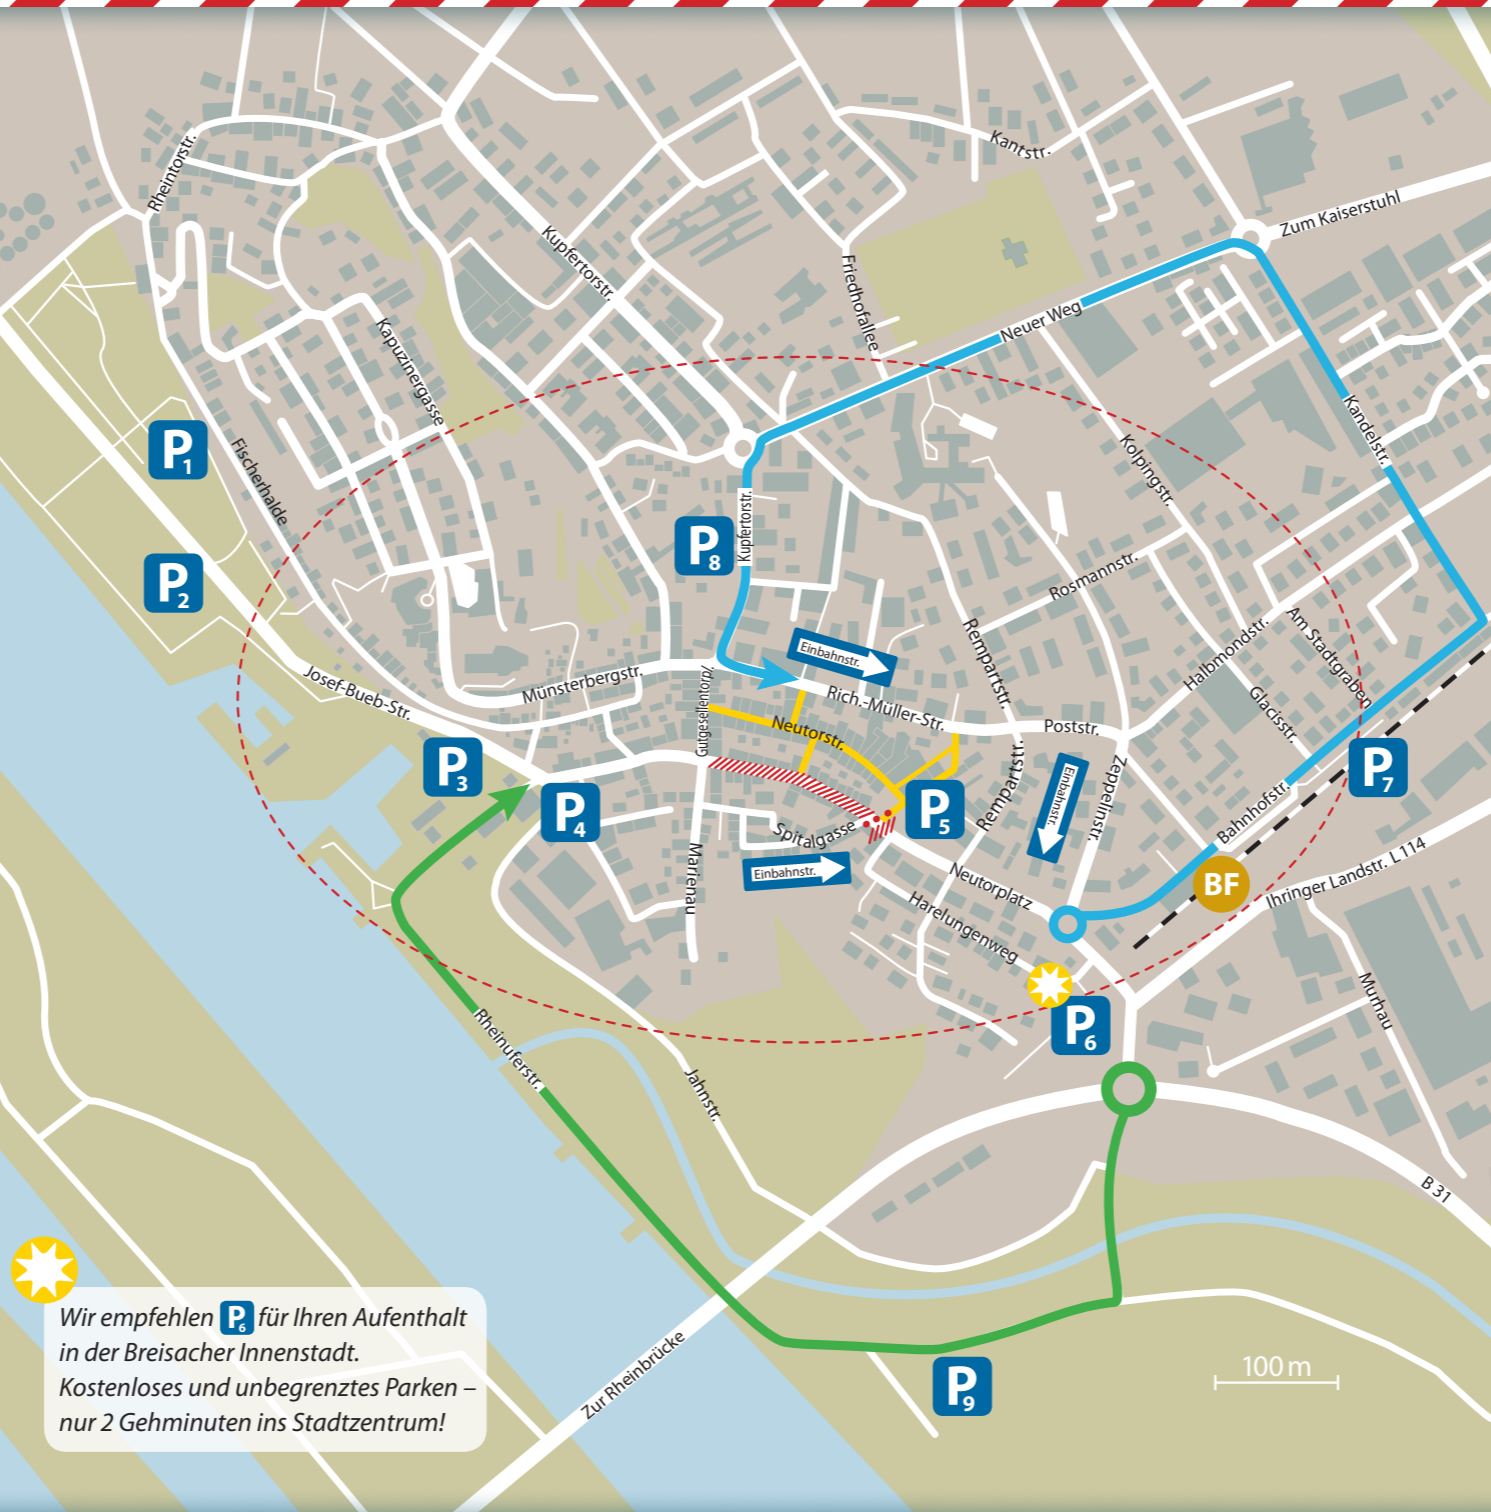 Kantstr.
Rheintorstr.
Zum Kaiserstuhl
Kupfertorstr.
Friedhofallee
Neuer Weg
Kapuzinergasse
Kandelstr.
P1
Fischerhalde
Kolpingstr.
Kupfertorstr.
P8
P2
Rosmannstr.
Rempartstr.
Am Stadtgraben
Halbmondstr.
Einbahnstr.
Josef-Bueb-Str.
Münsterbergstr.
Gutgesellentorpl.
Rich.-Müller-Str.
Glacisstr.
Neutorstr.
Poststr.
P3
P7
Rempartstr.
Einbahnstr.
Zeppelinstr.
P4
P5
Spitalgasse
Bahnhofstr.
Marienau
Einbahnstr.
Neutorplatz
BF
Ihringer Landstr. L 114
Harelungenweg
Murhau
P6
Rheinuferstr.
Jahnstr.
B 31
Wir empfehlen P6 für Ihren Aufenthalt
in der Breisacher Innenstadt.
Kostenloses und unbegrenztes Parken –
nur 2 Gehminuten ins Stadtzentrum!
Zur Rheinbrücke
P9
100 m